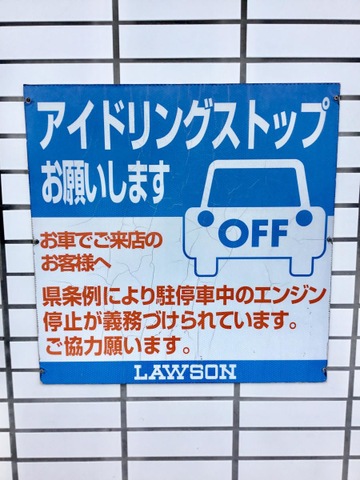 アイドリングストップ
お願いします
OFF
お車でご来店の
お客様へ
県条例により駐停車中のエンジン
停止が義務づけられています。
ご協力願います。
LAWSON